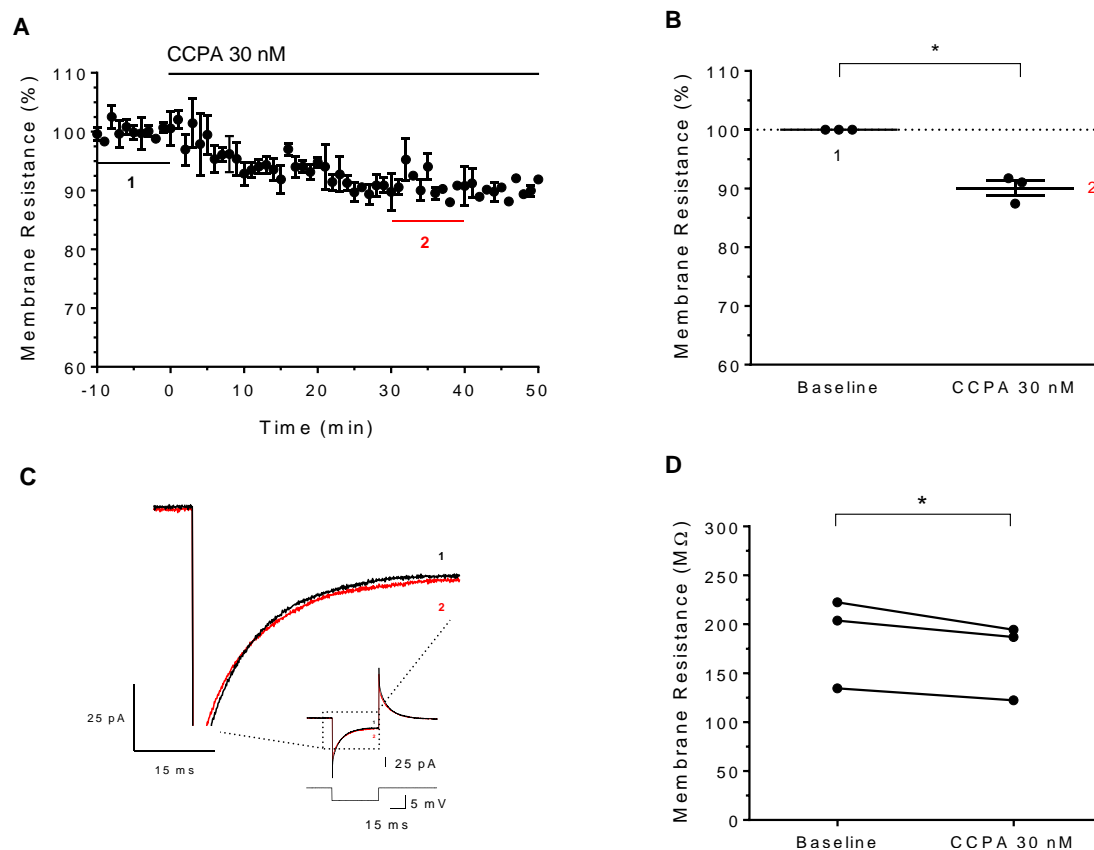 A
CCPA 30 nM
110
100
90
80
70
60
Membrane Resistance (%)
1
2
-10 0 10 20 30 40 50
Time (min)
B
*
110
100
90
80
70
60
Membrane Resistance (%)
1
2
Baseline CCPA 30 nM
C
1
2
25 pA
15 ms
1
2
25 pA
5 mV
15 ms
D
*
300
250
200
150
100
50
0
Membrane Resistance (MΩ)
Baseline CCPA 30 nM